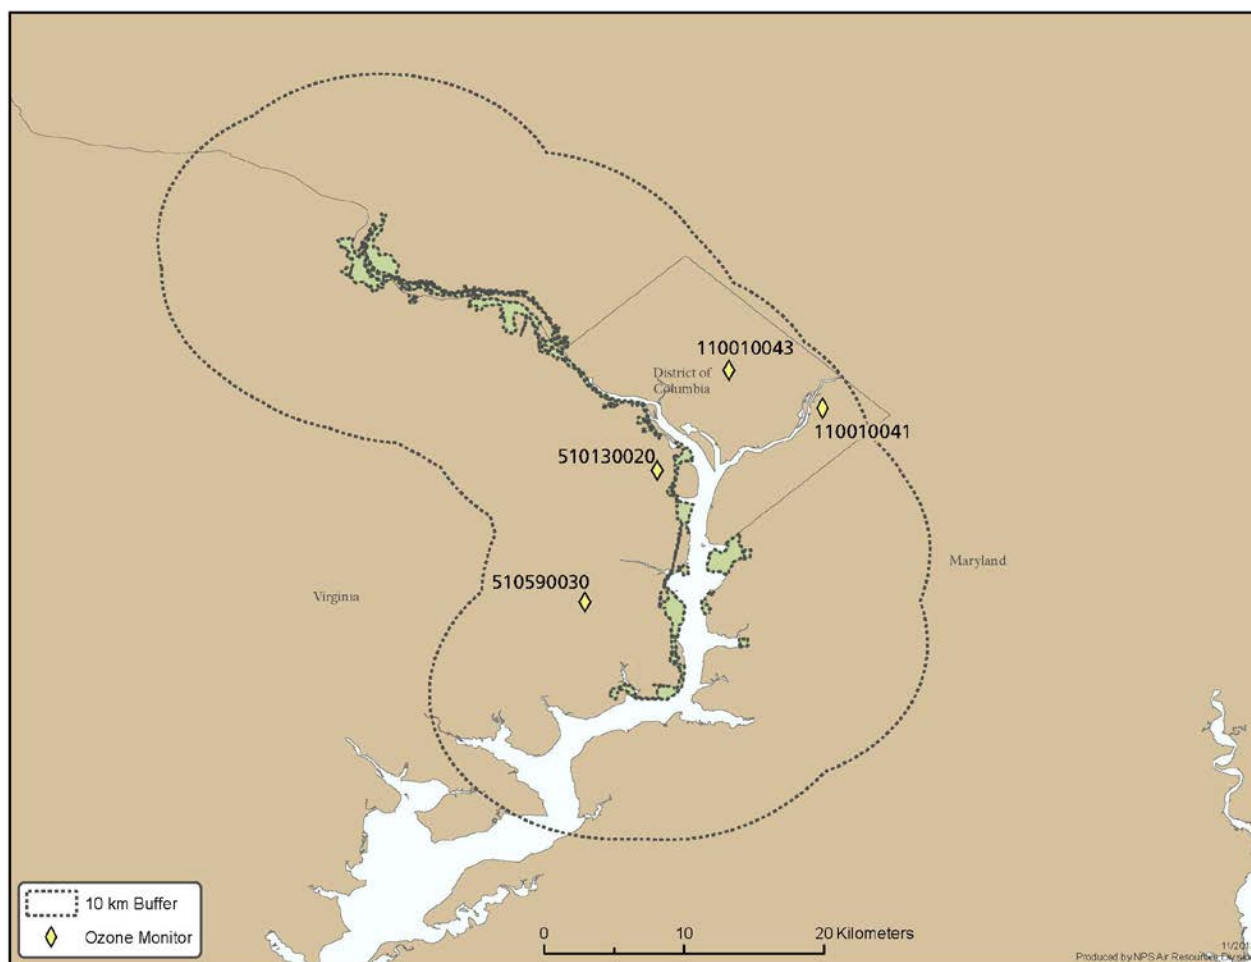 110010043
District of
Columbia
110010041
510130020
Maryland
510590030
Virginia
10 km Buffer
Ozone Monitor
0 10 20 Kilometers
Produced by NPS Air Resources Division